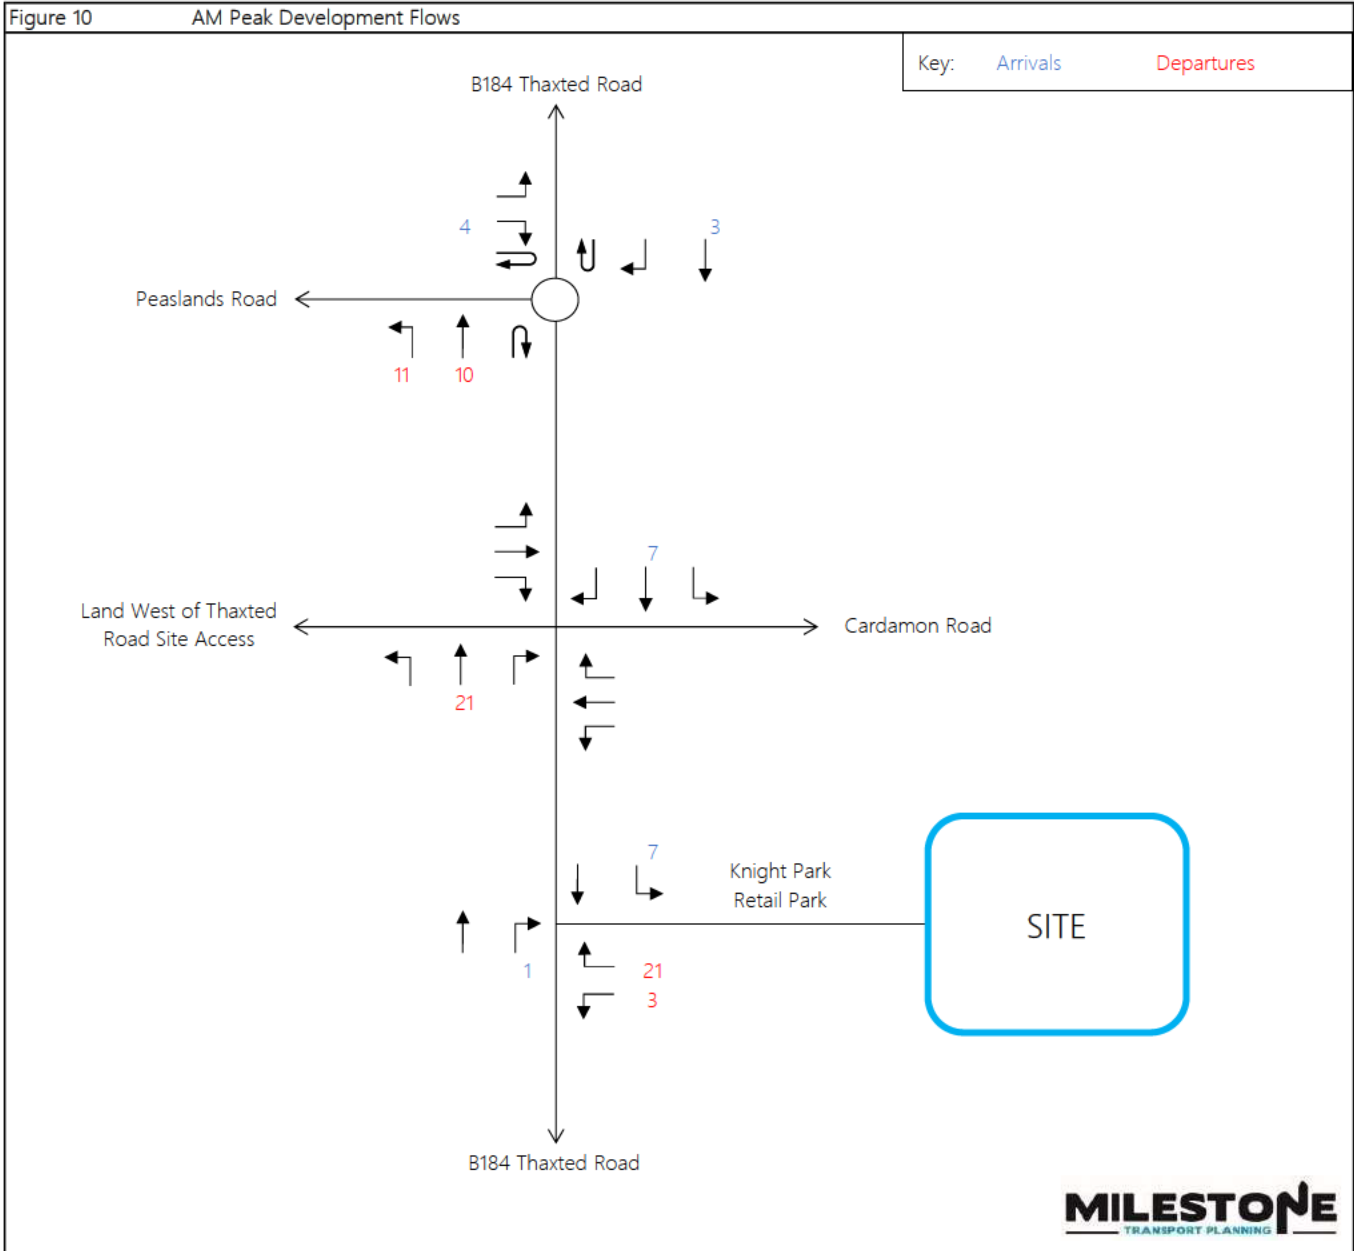 Figure 10 AM Peak Development Flows
Key: Arrivals Departures
B184 Thaxted Road
4 3
Peaslands Road
11 10
7
Land West of Thaxted
Road Site Access
Cardamon Road
21
7
Knight Park
Retail Park
SITE
1 21
3
B184 Thaxted Road
MILESTONE
TRANSPORT PLANNING